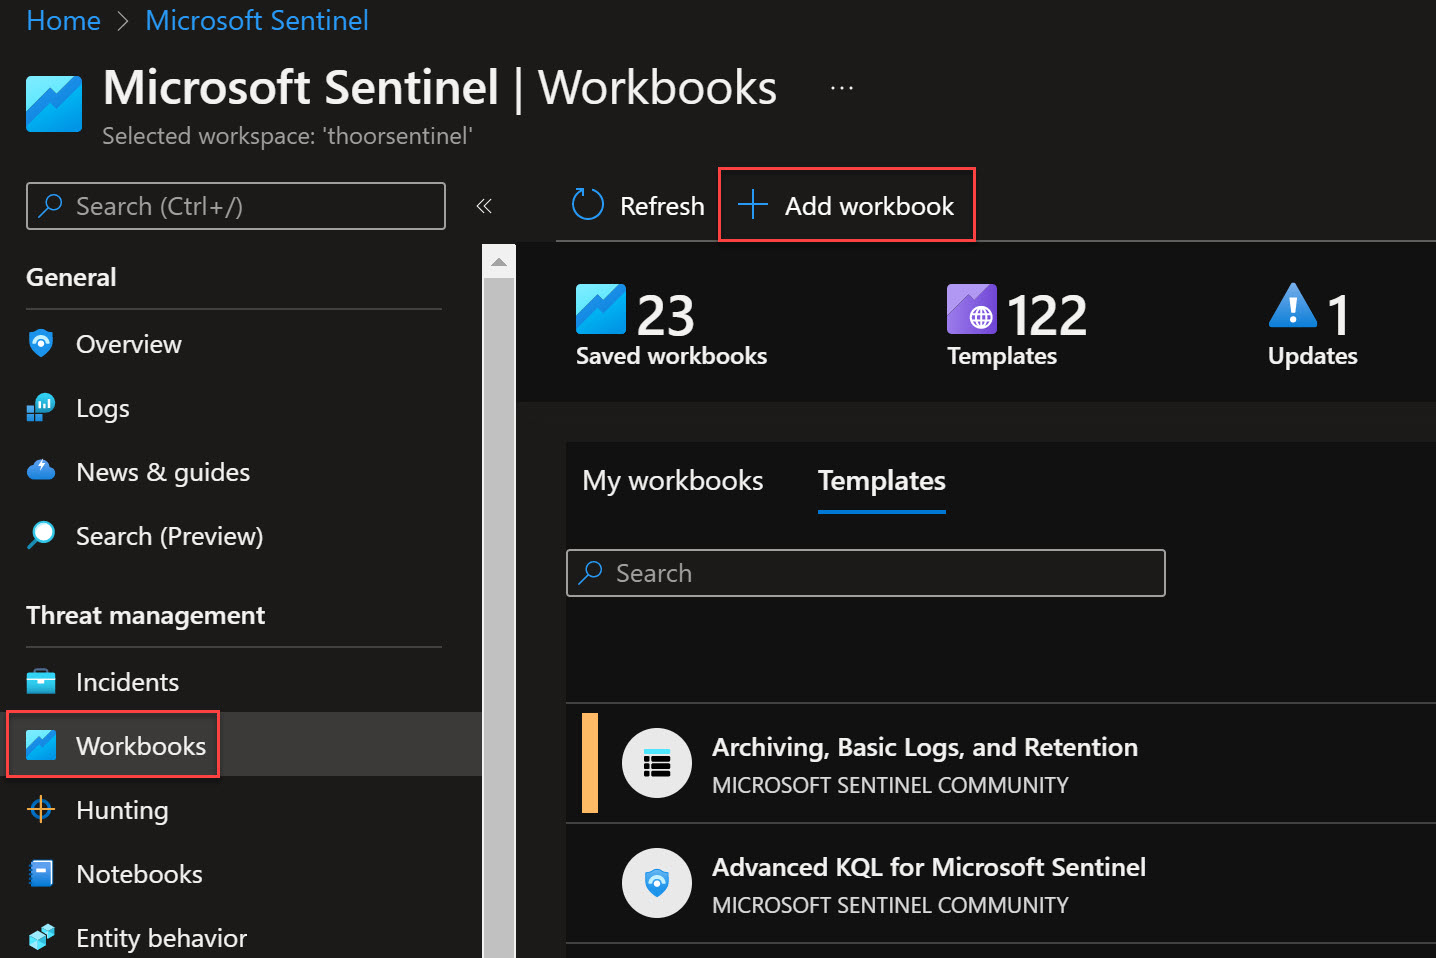 Home > Microsoft Sentinel
Microsoft Sentinel | Workbooks ...
Selected workspace: 'thoorsentinel'
Search (Ctrl+/) «
General
Overview
Logs
News & guides
Search (Preview)
Threat management
Incidents
Workbooks
Hunting
Notebooks
Entity behavior
Refresh + Add workbook
23 122 1
Saved workbooks Templates Updates
My workbooks Templates
Search
Archiving, Basic Logs, and Retention
MICROSOFT SENTINEL COMMUNITY
Advanced KQL for Microsoft Sentinel
MICROSOFT SENTINEL COMMUNITY